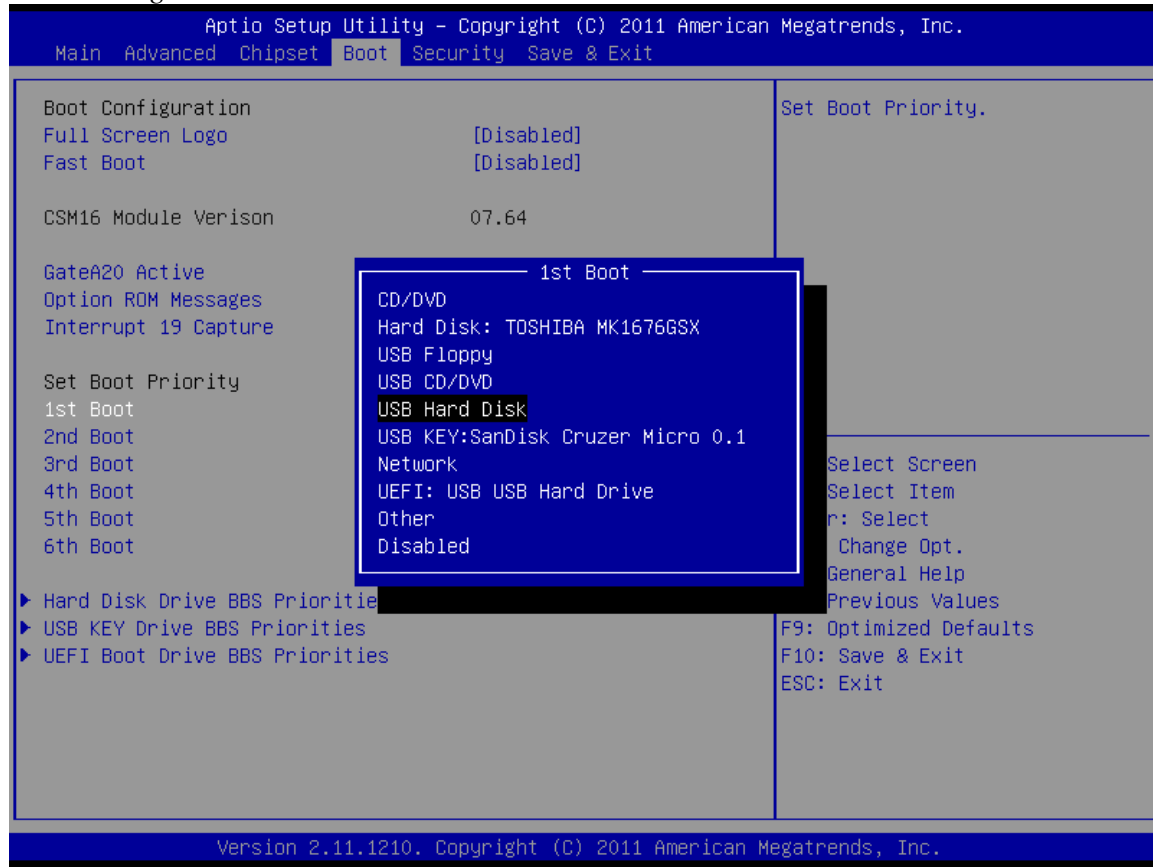 Aptio Setup Utility – Copyright (C) 2011 American Megatrends, Inc.
Main Advanced Chipset Boot Security Save & Exit
Boot Configuration
Full Screen Logo [Disabled]
Fast Boot [Disabled]
CSM16 Module Verison 07.64
GateA20 Active
Option ROM Messages
Interrupt 19 Capture
Set Boot Priority
1st Boot
2nd Boot
3rd Boot
4th Boot
5th Boot
6th Boot
Hard Disk Drive BBS Prioritie
USB KEY Drive BBS Priorities
UEFI Boot Drive BBS Priorities
1st Boot
CD/DVD
Hard Disk: TOSHIBA MK1676GSX
USB Floppy
USB CD/DVD
USB Hard Disk
USB KEY:SanDisk Cruzer Micro 0.1
Network
UEFI: USB USB Hard Drive
Other
Disabled
Set Boot Priority.
Select Screen
Select Item
r: Select
Change Opt.
General Help
Previous Values
F9: Optimized Defaults
F10: Save & Exit
ESC: Exit
Version 2.11.1210. Copyright (C) 2011 American Megatrends, Inc.